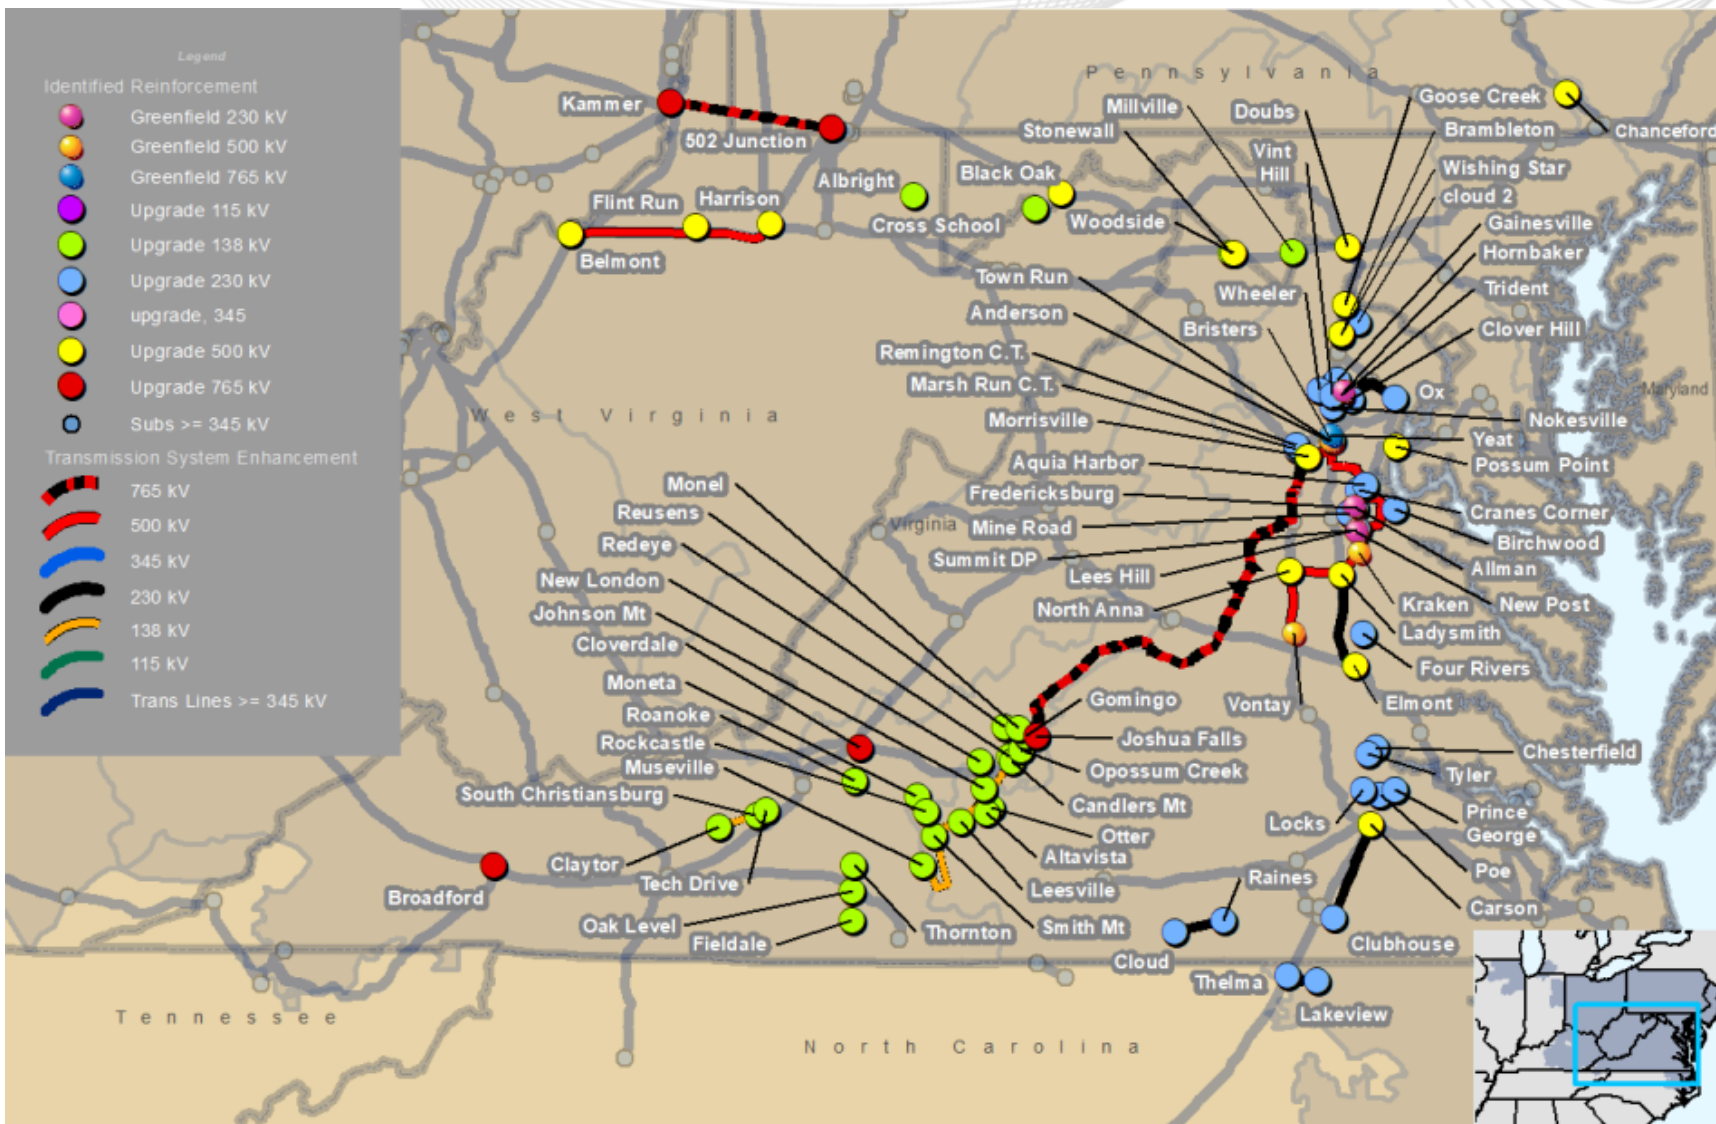 Legend
Identified Reinforcement
Greenfield 230 kV
Greenfield 500 kV
Greenfield 765 kV
Upgrade 115 kV
Upgrade 138 kV
Upgrade 230 kV
upgrade, 345
Upgrade 500 kV
Upgrade 765 kV
Subs >= 345 kV
Transmission System Enhancement
765 kV
500 kV
345 kV
230 kV
138 kV
115 kV
Trans Lines >= 345 kV
Pennsylvania
Kammer
502 Junction
Millville
Doubs
Goose Creek
Stonewall
Brambleton
Chanceford
Vint
Hill
Wishing Star
cloud 2
Albright
Black Oak
Flint Run
Harrison
Cross School
Woodside
Gainesville
Hornbaker
Belmont
Town Run
Wheeler
Trident
Anderson
Bristers
Clover Hill
Remington C.T.
Marsh Run C.T.
Maryland
Ox
West Virginia
Morrisville
Nokesville
Yeat
Aquia Harbor
Possum Point
Monel
Fredericksburg
Reusens
Cranes Corner
Virginia
Mine Road
Redeye
Birchwood
Summit DP
Lees Hill
Allman
New London
Johnson Mt
North Anna
Kraken
New Post
Cloverdale
Ladysmith
Four Rivers
Moneta
Gomingo
Vontay
Elmont
Roanoke
Rockcastle
Joshua Falls
Chesterfield
Museville
Opossum Creek
Tyler
South Christiansburg
Candlers Mt
Locks
Prince
George
Otter
Claytor
Altavista
Tech Drive
Leesville
Raines
Poe
Broadford
Carson
Oak Level
Fieldale
Thornton
Smith Mt
Clubhouse
Cloud
Thelma
Lakeview
Tennessee
North Carolina